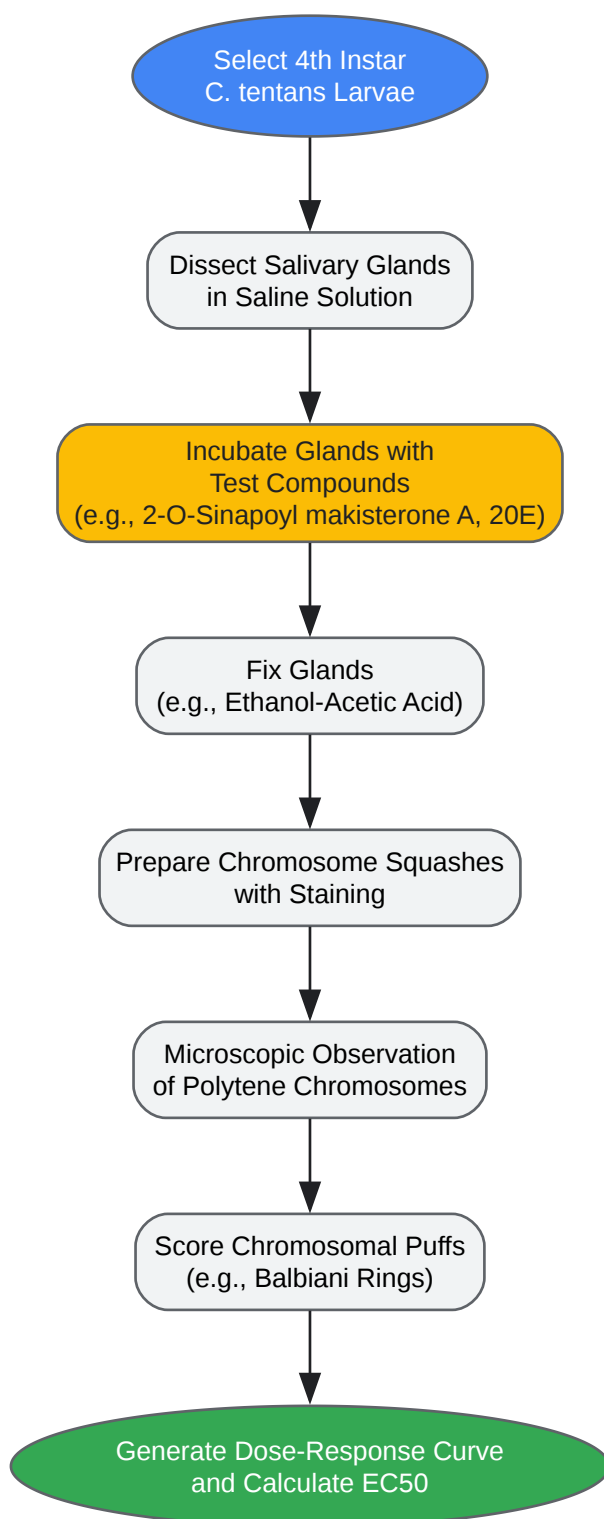 Select 4th Instar
C. tentans Larvae
Dissect Salivary Glands
in Saline Solution
Incubate Glands with
Test Compounds
(e.g., 2-O-Sinapoyl makisterone A, 20E)
Fix Glands
(e.g., Ethanol-Acetic Acid)
Prepare Chromosome Squashes
with Staining
Microscopic Observation
of Polytene Chromosomes
Score Chromosomal Puffs
(e.g., Balbiani Rings)
Generate Dose-Response Curve
and Calculate EC50